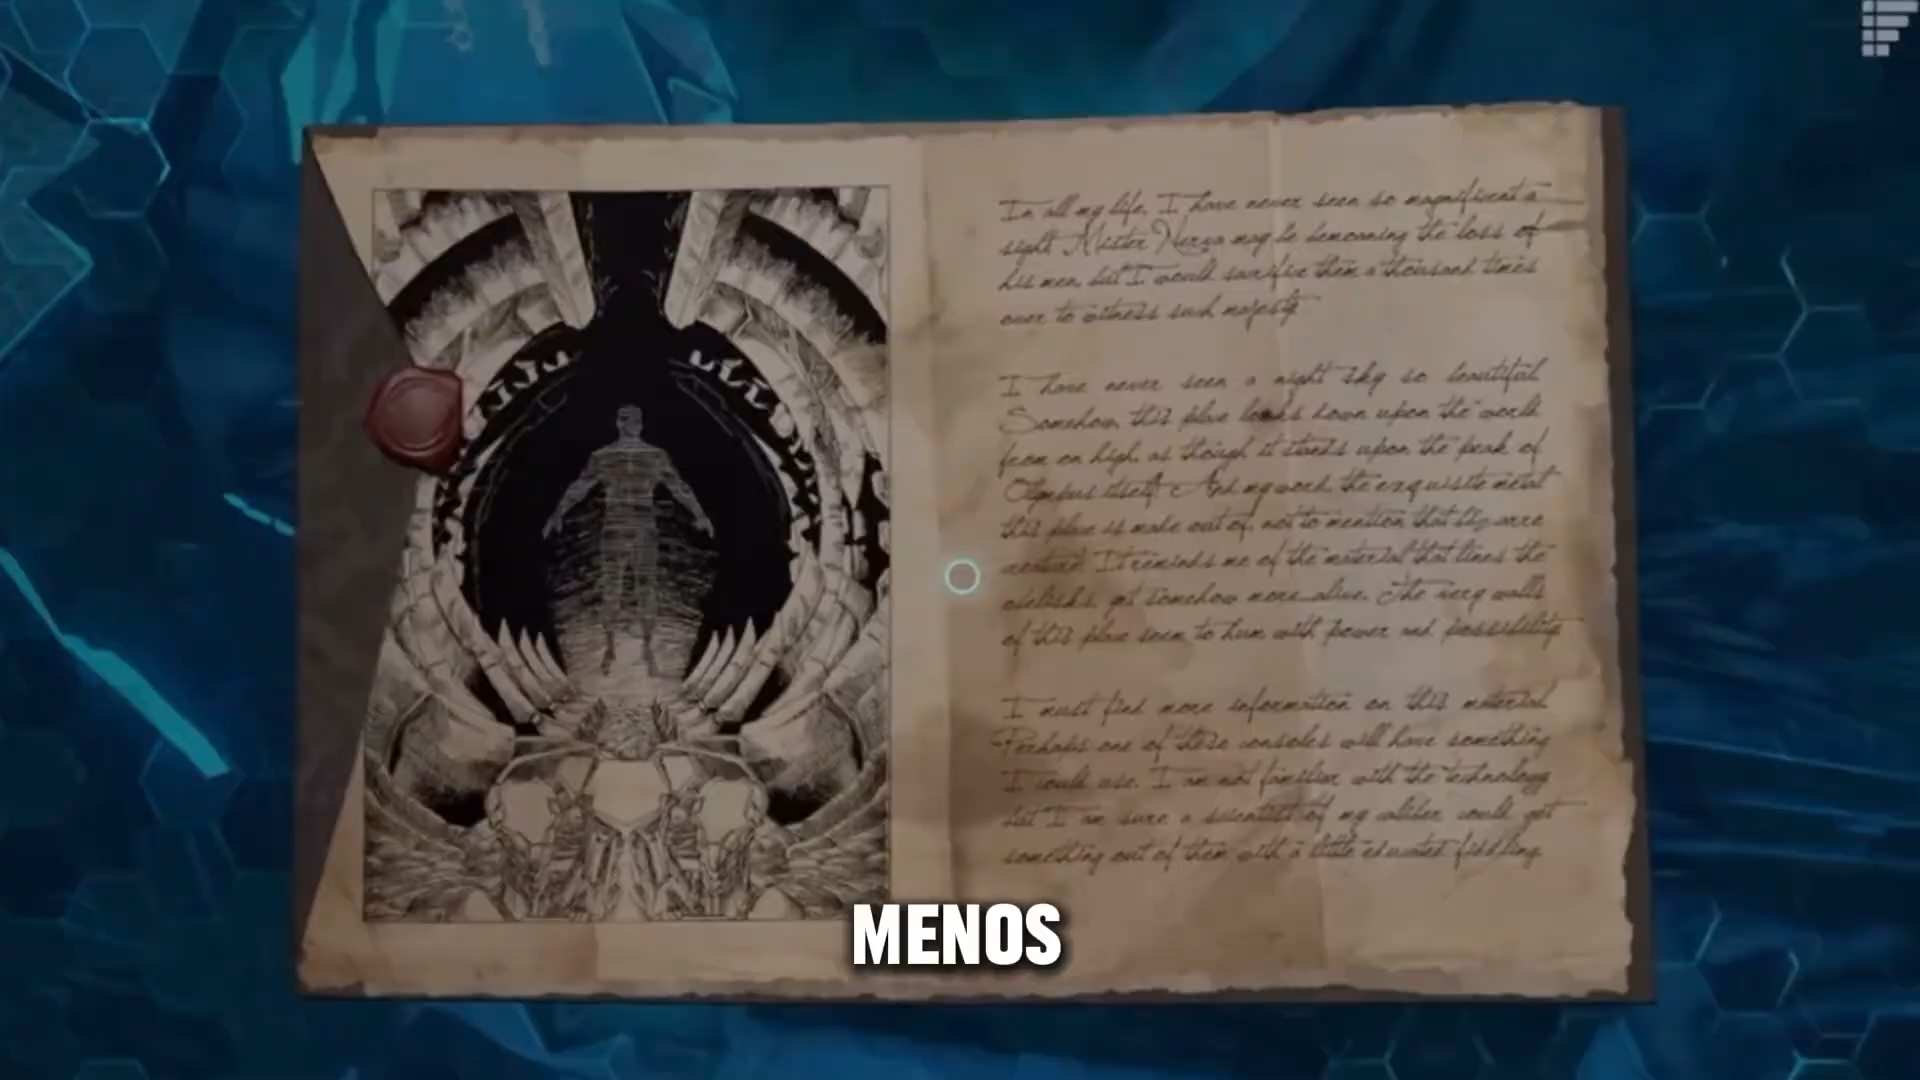 In all my life, I have never seen so magnificent a
sight. Mister Nerva may be bemoaning the loss of
his men, but I would sacrifice them a thousand times
over to witness such majesty.
I have never seen a night sky so beautiful.
Somehow, this place looks down upon the world
from on high, as though it stands upon the peak of
Olympus itself! And my word, the exquisite metal
this place is made out of, not to mention that bizarre
creature! It reminds me of the material that lines the
obelisks, yet somehow more...alive. The very walls
of this place seem to hum with power and possibility.
I must find more information on this material.
Perhaps one of these consoles will have something
I could use. I am not familiar with the technology,
but I am sure a scientist of my caliber could get
something out of them with a little educated fiddling.
MENOS